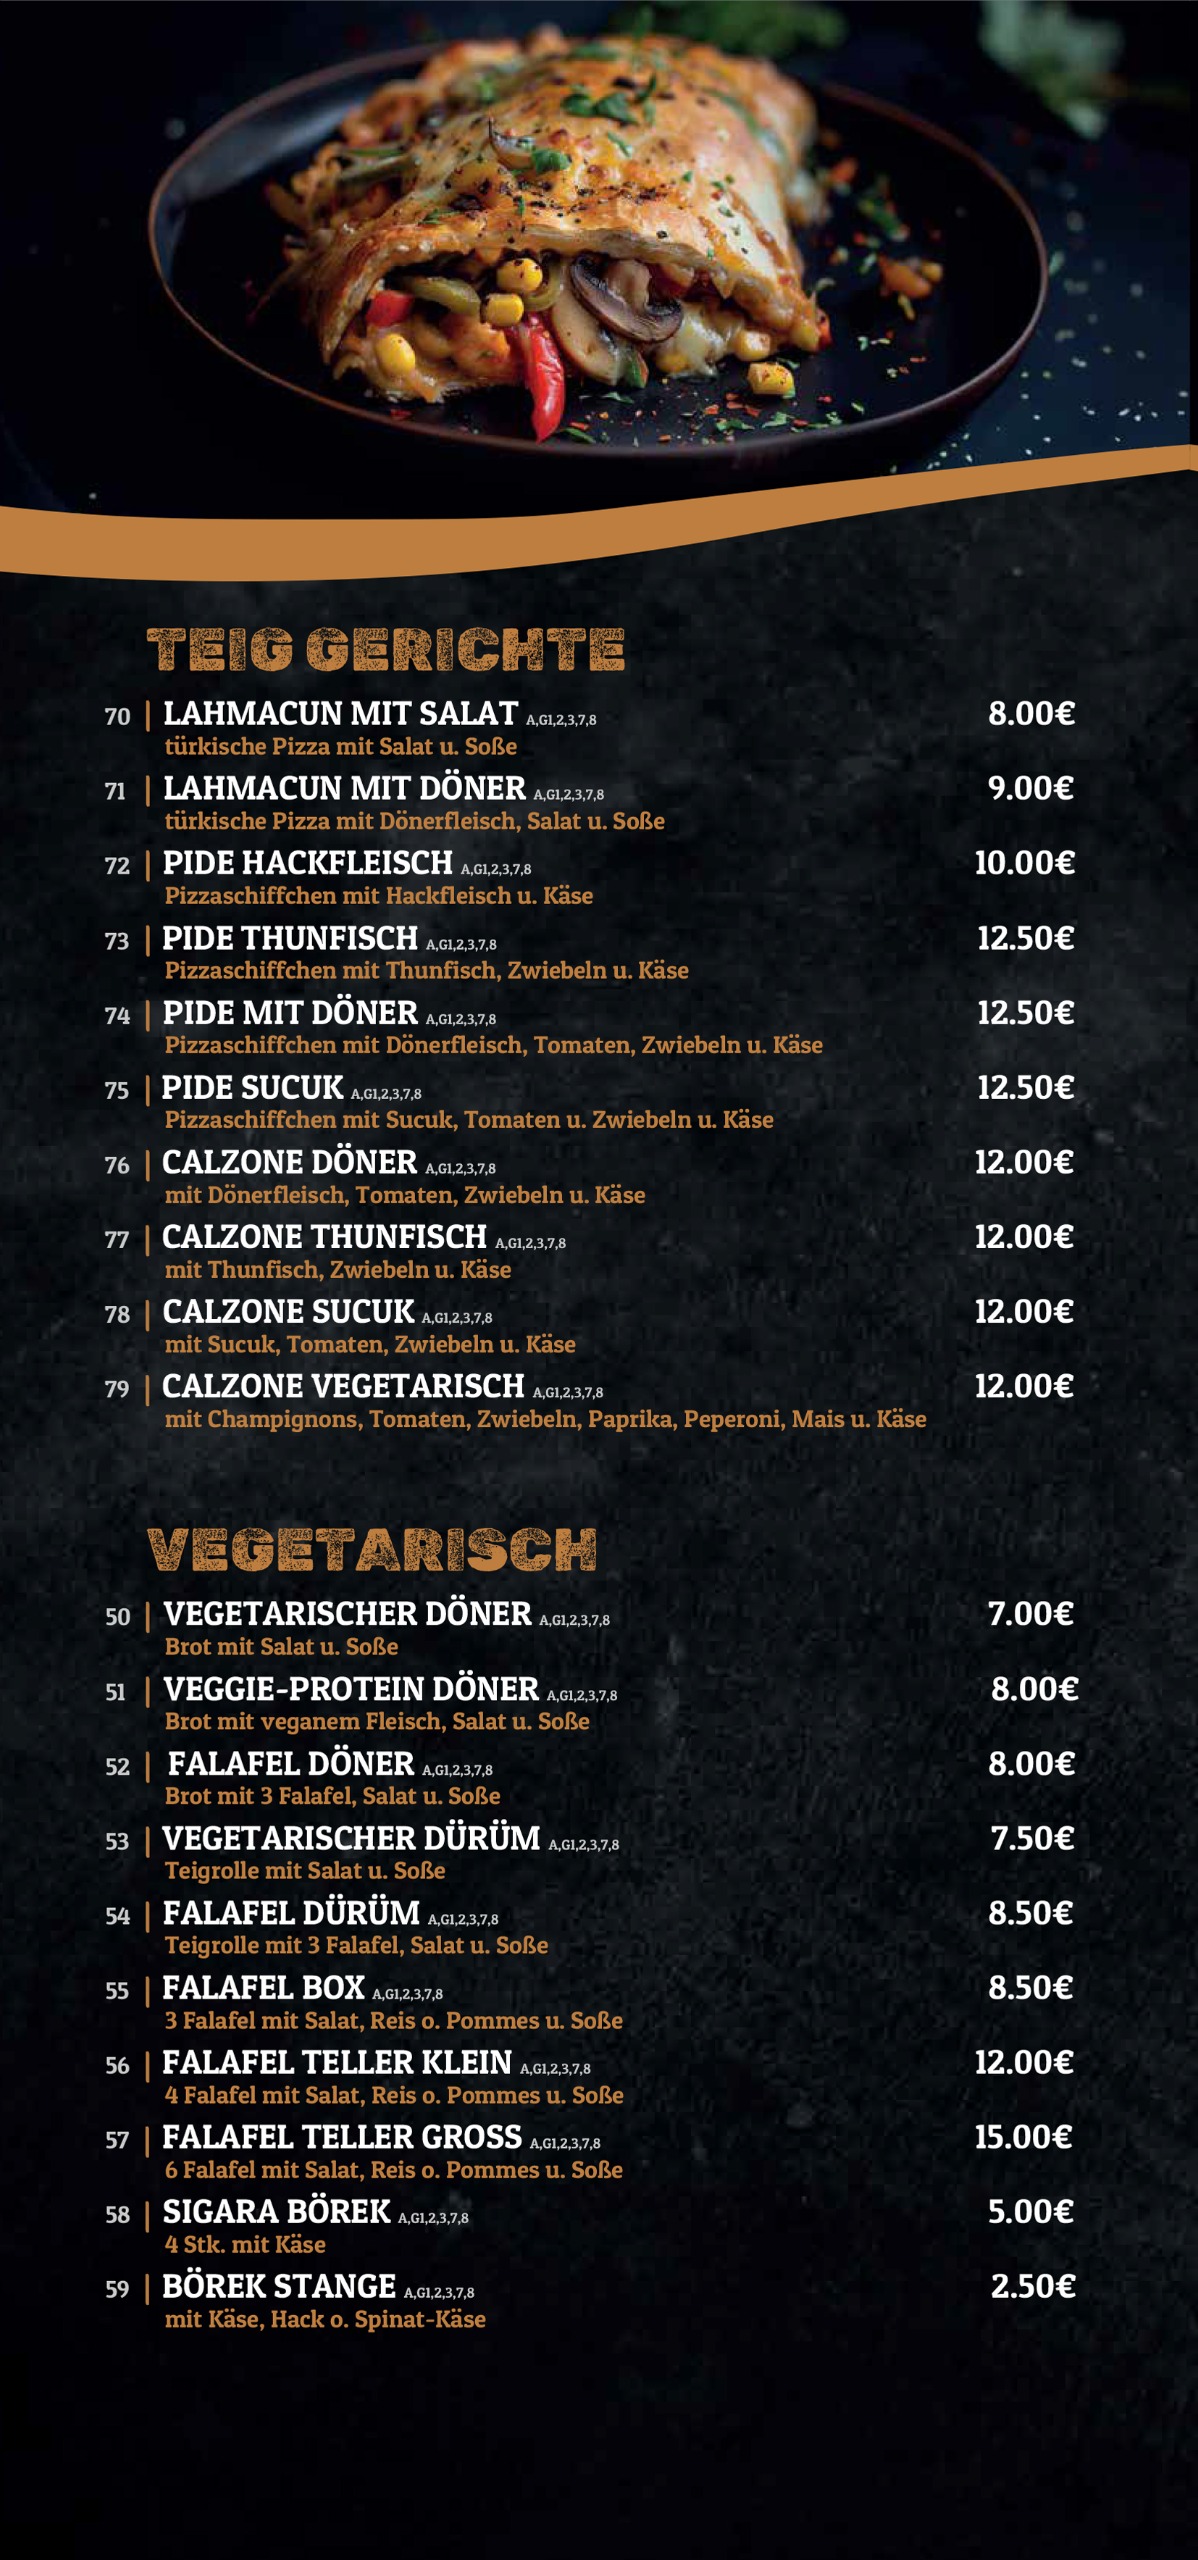 TEIG GERICHTE
70 | LAHMACUN MIT SALAT A,G1,2,3,7,8 8.00€
türkische Pizza mit Salat u. Soße
71 | LAHMACUN MIT DÖNER A,G1,2,3,7,8 9.00€
türkische Pizza mit Dönerfleisch, Salat u. Soße
72 | PIDE HACKFLEISCH A,G1,2,3,7,8 10.00€
Pizzaschiffchen mit Hackfleisch u. Käse
73 | PIDE THUNFISCH A,G1,2,3,7,8 12.50€
Pizzaschiffchen mit Thunfisch, Zwiebeln u. Käse
74 | PIDE MIT DÖNER A,G1,2,3,7,8 12.50€
Pizzaschiffchen mit Dönerfleisch, Tomaten, Zwiebeln u. Käse
75 | PIDE SUCUK A,G1,2,3,7,8 12.50€
Pizzaschiffchen mit Sucuk, Tomaten u. Zwiebeln u. Käse
76 | CALZONE DÖNER A,G1,2,3,7,8 12.00€
mit Dönerfleisch, Tomaten, Zwiebeln u. Käse
77 | CALZONE THUNFISCH A,G1,2,3,7,8 12.00€
mit Thunfisch, Zwiebeln u. Käse
78 | CALZONE SUCUK A,G1,2,3,7,8 12.00€
mit Sucuk, Tomaten, Zwiebeln u. Käse
79 | CALZONE VEGETARISCH A,G1,2,3,7,8 12.00€
mit Champignons, Tomaten, Zwiebeln, Paprika, Peperoni, Mais u. Käse
VEGETARISCH
50 | VEGETARISCHER DÖNER A,G1,2,3,7,8 7.00€
Brot mit Salat u. Soße
51 | VEGGIE-PROTEIN DÖNER A,G1,2,3,7,8 8.00€
Brot mit veganem Fleisch, Salat u. Soße
52 | FALAFEL DÖNER A,G1,2,3,7,8 8.00€
Brot mit 3 Falafel, Salat u. Soße
53 | VEGETARISCHER DÜRÜM A,G1,2,3,7,8 7.50€
Teigrolle mit Salat u. Soße
54 | FALAFEL DÜRÜM A,G1,2,3,7,8 8.50€
Teigrolle mit 3 Falafel, Salat u. Soße
55 | FALAFEL BOX A,G1,2,3,7,8 8.50€
3 Falafel mit Salat, Reis o. Pommes u. Soße
56 | FALAFEL TELLER KLEIN A,G1,2,3,7,8 12.00€
4 Falafel mit Salat, Reis o. Pommes u. Soße
57 | FALAFEL TELLER GROSS A,G1,2,3,7,8 15.00€
6 Falafel mit Salat, Reis o. Pommes u. Soße
58 | SIGARA BÖREK A,G1,2,3,7,8 5.00€
4 Stk. mit Käse
59 | BÖREK STANGE A,G1,2,3,7,8 2.50€
mit Käse, Hack o. Spinat-Käse